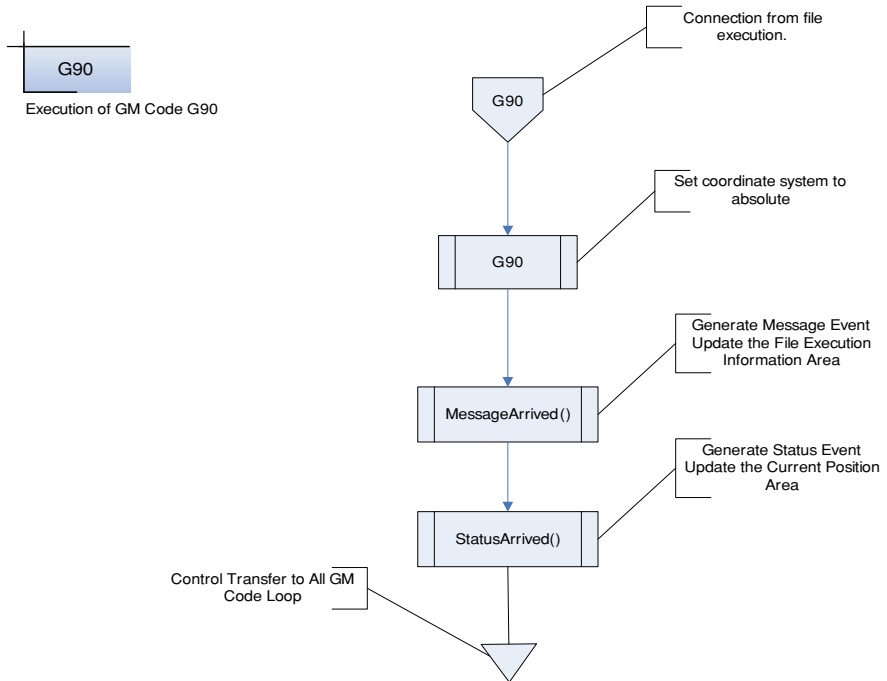 G90
Execution of GM Code G90
Connection from file
execution.
G90
Set coordinate system to
absolute
G90
Generate Message Event
Update the File Execution
Information Area
MessageArrived()
Generate Status Event
Update the Current Position
Area
StatusArrived()
Control Transfer to All GM
Code Loop